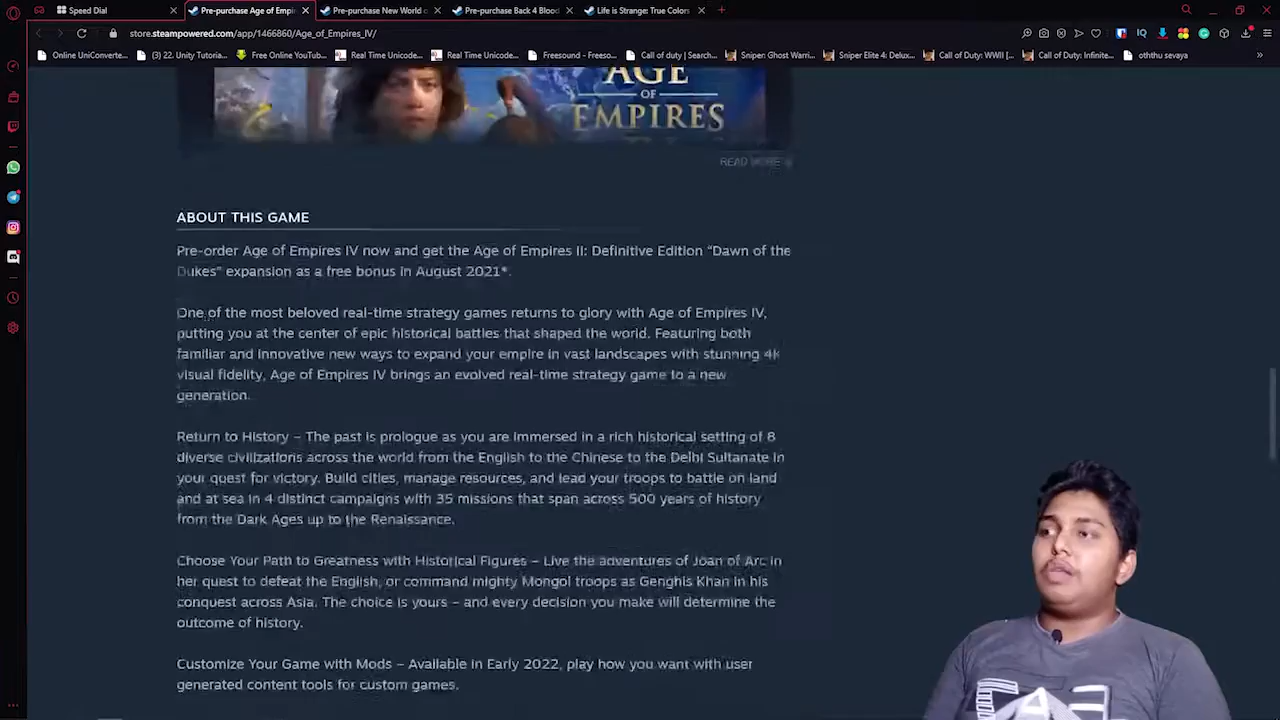 Speed Dial
Pre-purchase Age of Empir
Pre-purchase New World o
Pre-purchase Back 4 Blood
Life is Strange: True Colors
store.steampowered.com/app/1466860/Age_of_Empires_IV/
Online UniConverte...
(3) 22. Unity Tutoria...
Free Online YouTub...
Real Time Unicode...
Real Time Unicode...
Freesound - Freeso...
Call of duty | Search...
Sniper: Ghost Warri...
Sniper Elite 4: Delux...
Call of Duty: WWII [...
Call of Duty: Infinite...
oththu sevaya
AGE
OF
EMPIRES
READ MORE
ABOUT THIS GAME
Pre-order Age of Empires IV now and get the Age of Empires II: Definitive Edition “Dawn of the
Dukes” expansion as a free bonus in August 2021*.
One of the most beloved real-time strategy games returns to glory with Age of Empires IV,
putting you at the center of epic historical battles that shaped the world. Featuring both
familiar and innovative new ways to expand your empire in vast landscapes with stunning 4K
visual fidelity, Age of Empires IV brings an evolved real-time strategy game to a new
generation.
Return to History – The past is prologue as you are immersed in a rich historical setting of 8
diverse civilizations across the world from the English to the Chinese to the Delhi Sultanate in
your quest for victory. Build cities, manage resources, and lead your troops to battle on land
and at sea in 4 distinct campaigns with 35 missions that span across 500 years of history
from the Dark Ages up to the Renaissance.
Choose Your Path to Greatness with Historical Figures – Live the adventures of Joan of Arc in
her quest to defeat the English, or command mighty Mongol troops as Genghis Khan in his
conquest across Asia. The choice is yours – and every decision you make will determine the
outcome of history.
Customize Your Game with Mods – Available in Early 2022, play how you want with user
generated content tools for custom games.